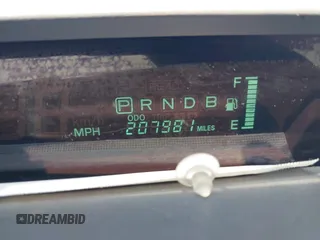 F
P R N D B
ODO
MPH 207981 MILES E
DREAMBID